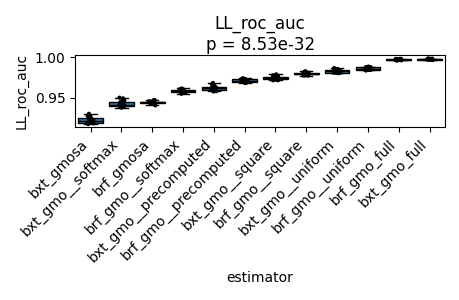 LL_roc_auc
p = 8.53e-32
LL_roc_auc
1.00
0.95
bxt_gmosa
bxt_gmo__softmax
brf_gmosa
brf_gmo__softmax
bxt_gmo__precomputed
brf_gmo__precomputed
bxt_gmo__square
brf_gmo__square
bxt_gmo__uniform
brf_gmo__uniform
brf_gmo_full
bxt_gmo_full
estimator